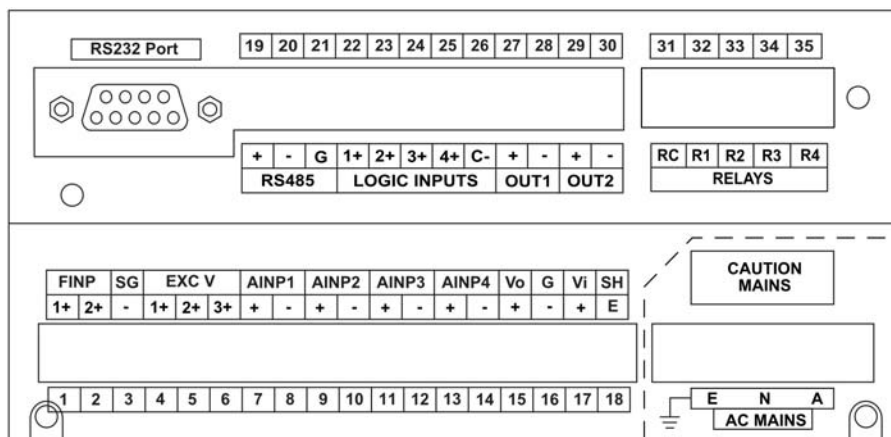 RS232 Port 19 20 21 22 23 24 25 26 27 28 29 30 31 32 33 34 35
+ - G 1+ 2+ 3+ 4+ C- + - + - RC R1 R2 R3 R4
RS485 LOGIC INPUTS OUT1 OUT2 RELAYS
CAUTION
MAINS
FINP SG EXC V AINP1 AINP2 AINP3 AINP4 Vo G Vi SH
1+ 2+ - 1+ 2+ 3+ + - + - + - + - + - + E
1 2 3 4 5 6 7 8 9 10 11 12 13 14 15 16 17 18 E N A
AC MAINS